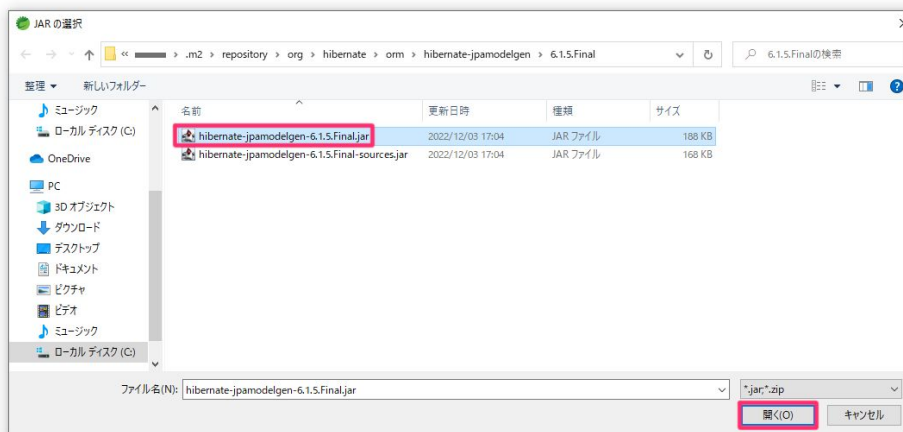 JAR の選択
« > .m2 > repository > org > hibernate > orm > hibernate-jpamodelgen > 6.1.5.Final
6.1.5.Finalの検索
整理 新しいフォルダー
ミュージック
ローカル ディスク (C:)
OneDrive
PC
3D オブジェクト
ダウンロード
デスクトップ
ドキュメント
ピクチャ
ビデオ
ミュージック
ローカル ディスク (C:)
名前 更新日時 種類 サイズ
hibernate-jpamodelgen-6.1.5.Final.jar 2022/12/03 17:04 JAR ファイル 188 KB
hibernate-jpamodelgen-6.1.5.Final-sources.jar 2022/12/03 17:04 JAR ファイル 168 KB
ファイル名(N): hibernate-jpamodelgen-6.1.5.Final.jar *.jar;*.zip
開く(O) キャンセル